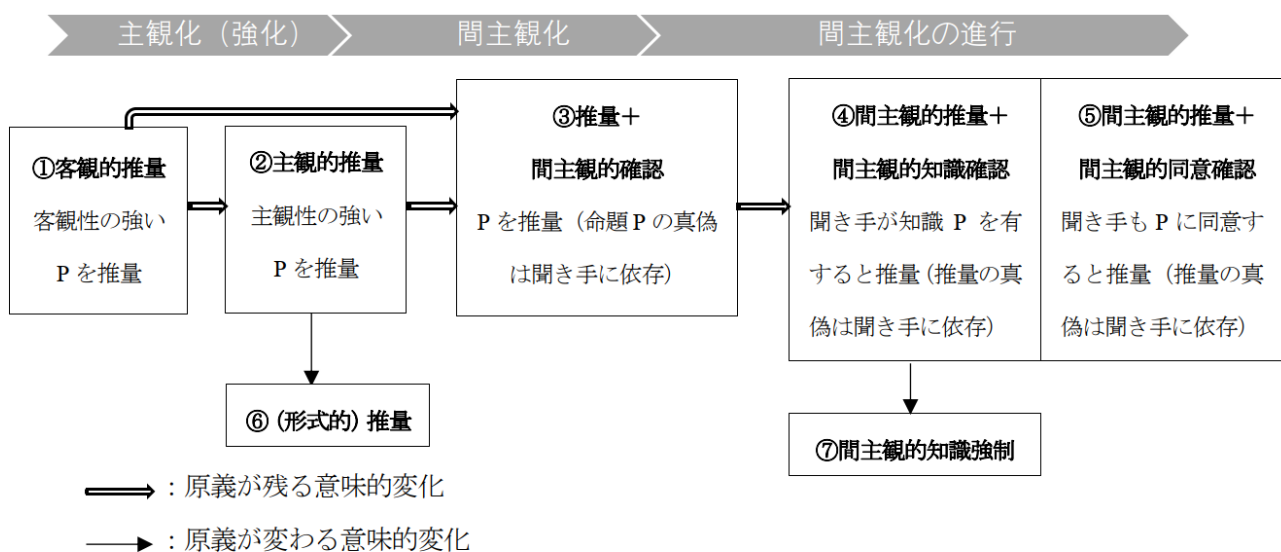 主観化（強化）
間主観化
間主観化の進行
①客観的推量
客観性の強い
P を推量
②主観的推量
主観性の強い
P を推量
③推量＋
間主観的確認
P を推量（命題 P の真偽
は聞き手に依存）
④間主観的推量＋
間主観的知識確認
聞き手が知識 P を有
すると推量（推量の真
偽は聞き手に依存）
⑤間主観的推量＋
間主観的同意確認
聞き手も P に同意す
ると推量（推量の真
偽は聞き手に依存）
⑥（形式的）推量
⑦間主観的知識強制
：原義が残る意味的変化
：原義が変わる意味的変化